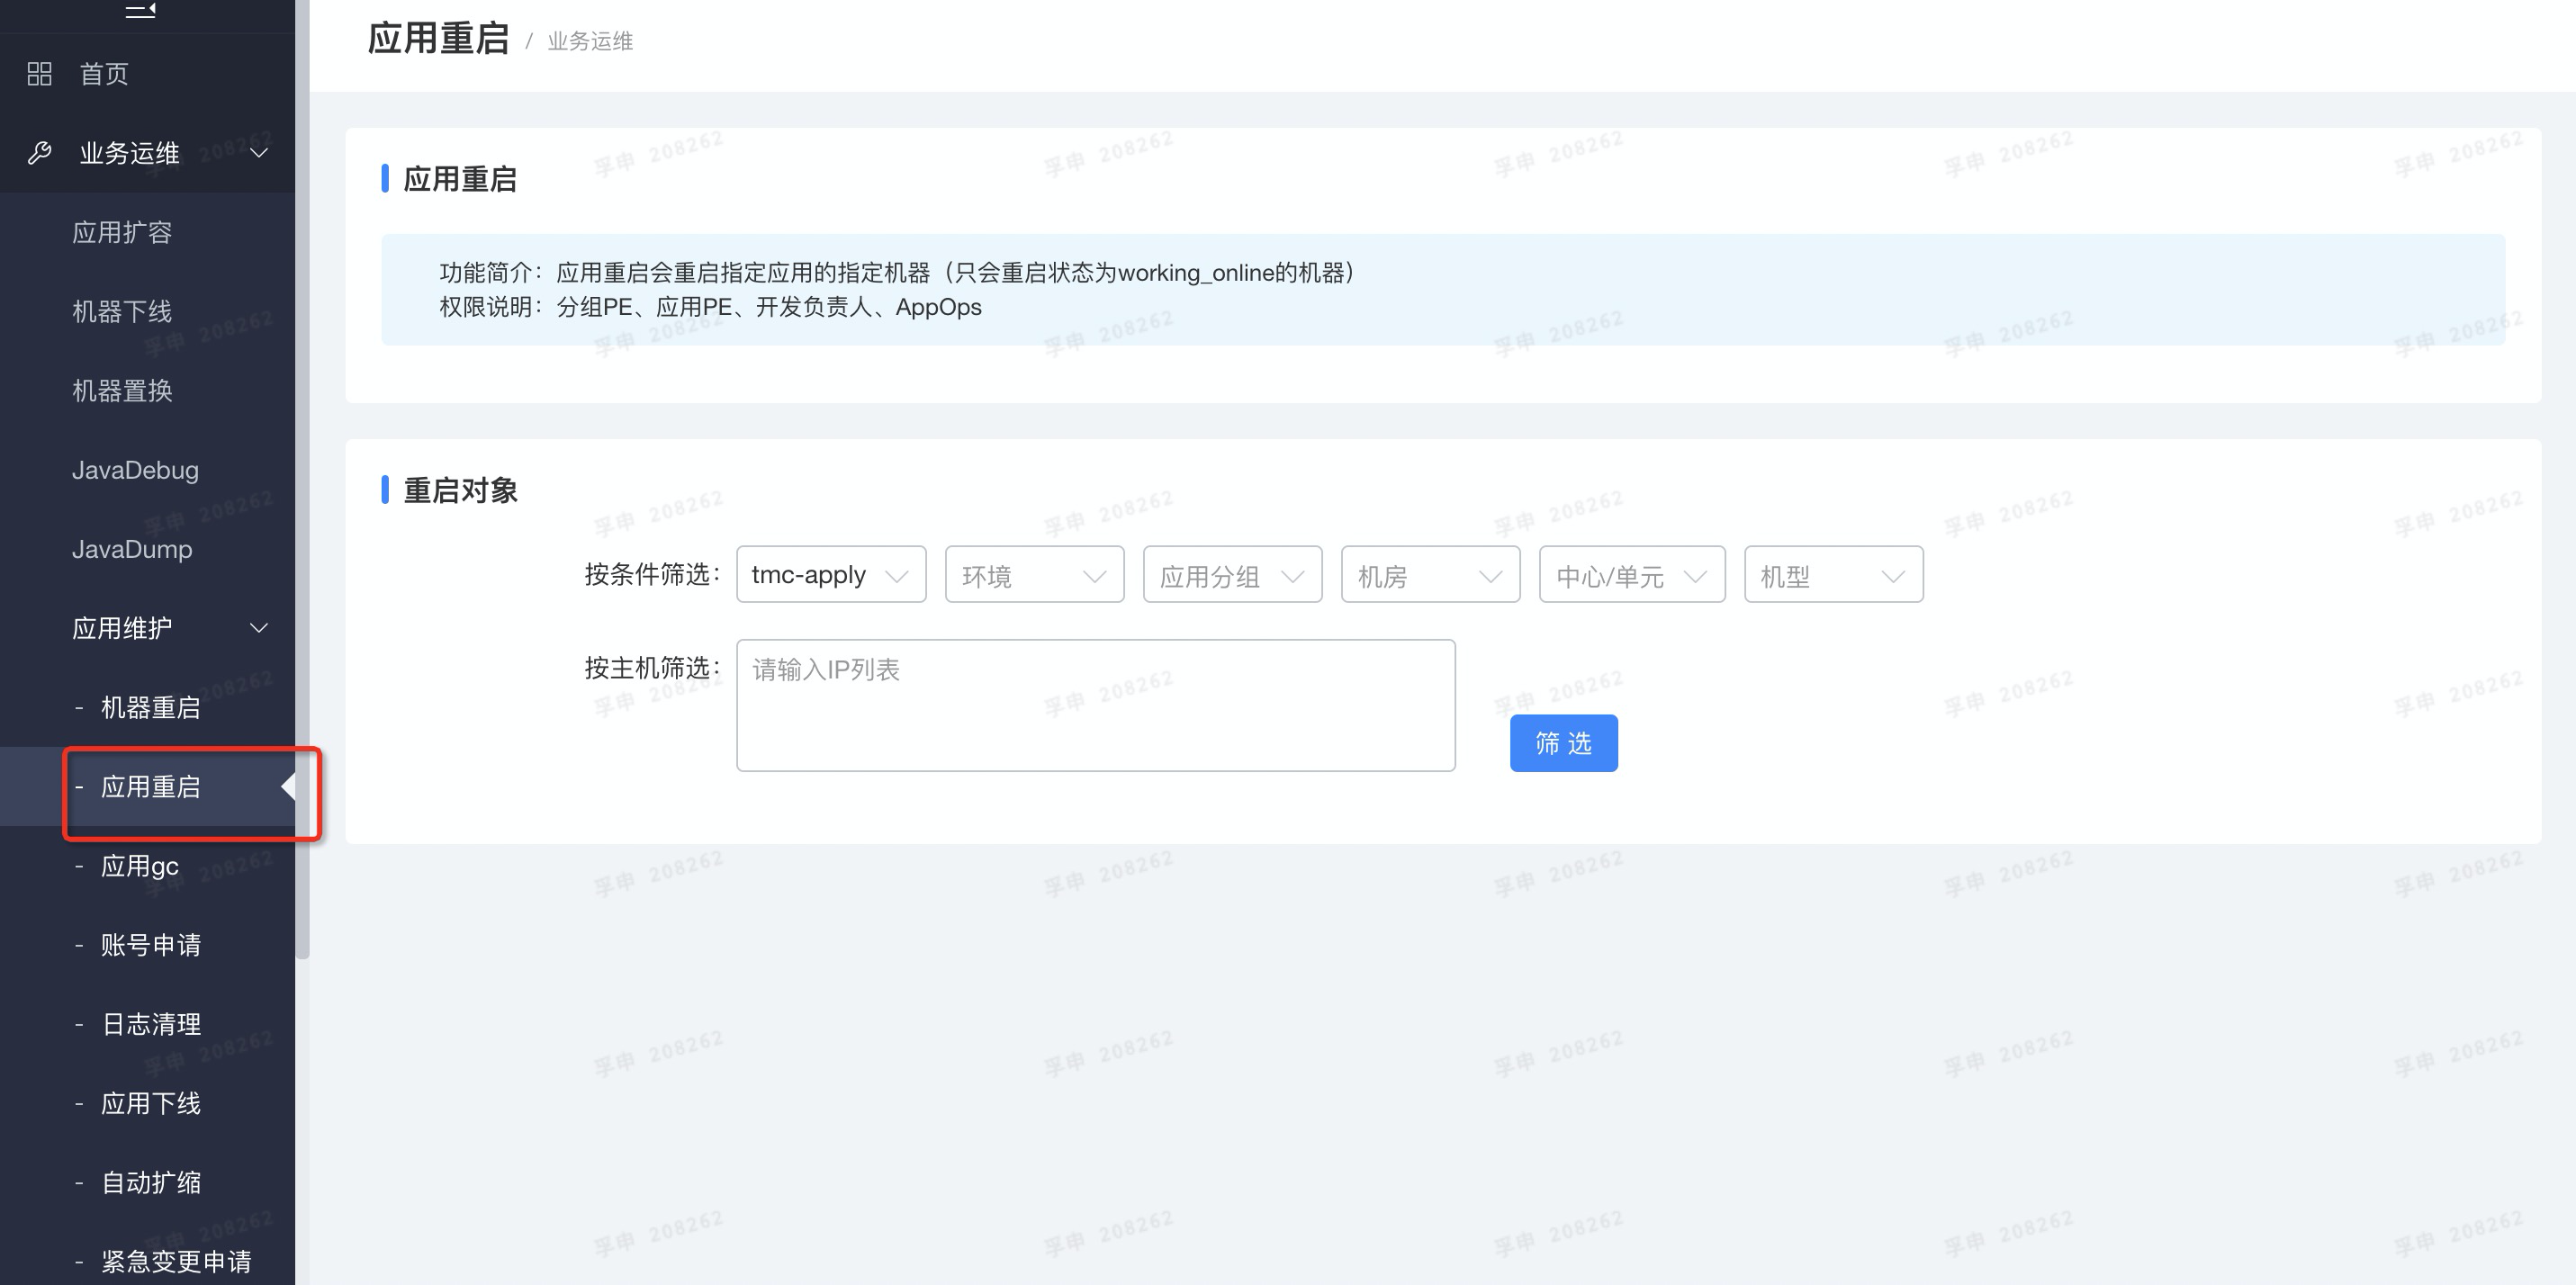 首页
业务运维
应用扩容
机器下线
机器置换
JavaDebug
JavaDump
应用维护
- 机器重启
- 应用重启
- 应用gc
- 账号申请
- 日志清理
- 应用下线
- 自动扩缩
- 紧急变更申请
应用重启 / 业务运维
应用重启
功能简介：应用重启会重启指定应用的指定机器（只会重启状态为working_online的机器）
权限说明：分组PE、应用PE、开发负责人、AppOps
重启对象
按条件筛选： tmc-apply 环境 应用分组 机房 中心/单元 机型
按主机筛选： 请输入IP列表
筛 选
孚申 208262